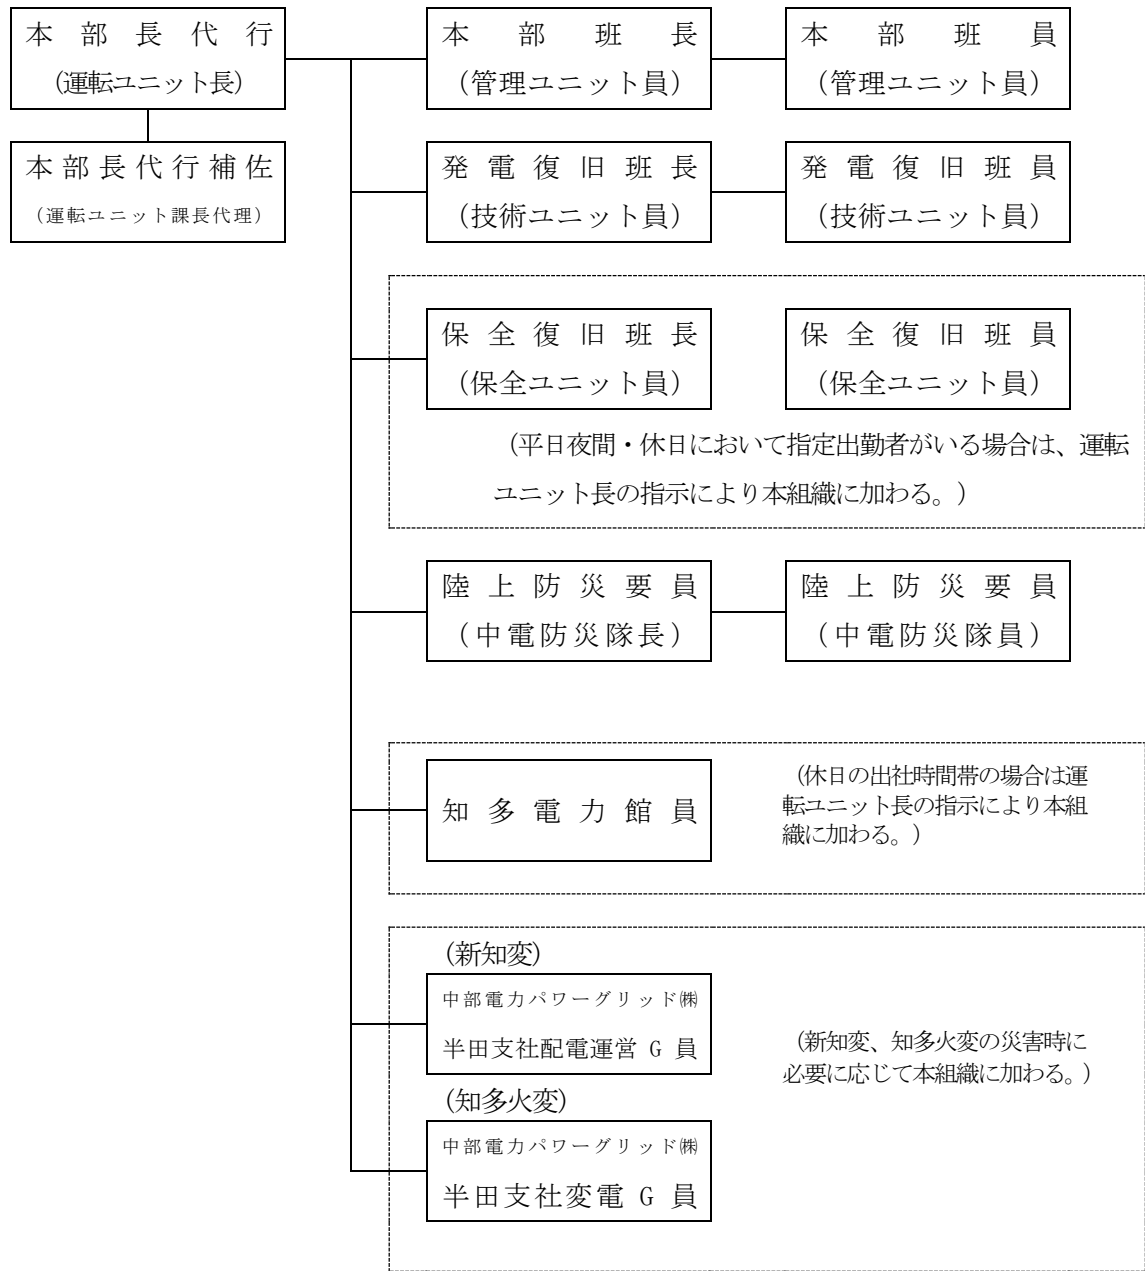 本部長代行
(運転ユニット長)
本部長代行補佐
（運転ユニット課長代理）
本部班長
（管理ユニット員）
本部班員
（管理ユニット員）
発電復旧班長
（技術ユニット員）
発電復旧班員
（技術ユニット員）
保全復旧班長
（保全ユニット員）
保全復旧班員
（保全ユニット員）
（平日夜間・休日において指定出勤者がいる場合は、運転
ユニット長の指示により本組織に加わる。）
陸上防災要員
（中電防災隊長）
陸上防災要員
（中電防災隊員）
知多電力館員
（休日の出社時間帯の場合は運
転ユニット長の指示により本組
織に加わる。）
(新知変)
中部電力パワーグリッド㈱
半田支社配電運営 G 員
(知多火変)
中部電力パワーグリッド㈱
半田支社変電 G 員
（新知変、知多火変の災害時に
必要に応じて本組織に加わる。）